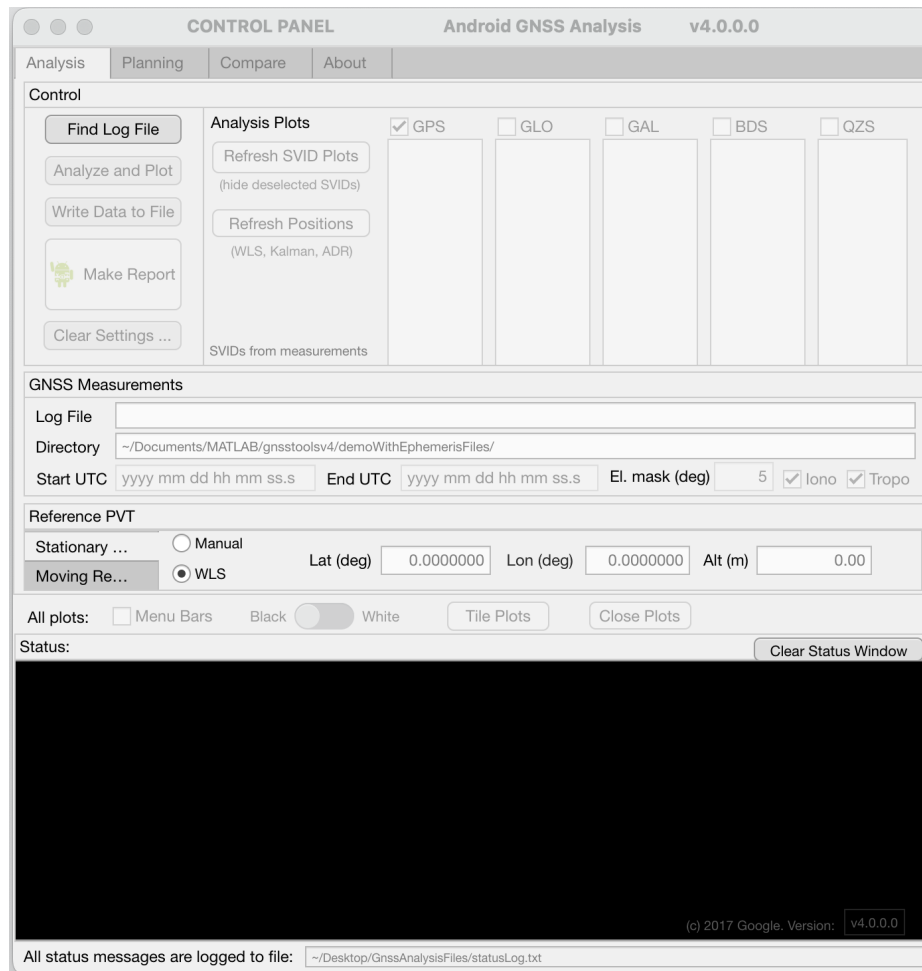 CONTROL PANEL Android GNSS Analysis v4.0.0.0
Analysis Planning Compare About
Control
Find Log File
Analyze and Plot
Write Data to File
Make Report
Clear Settings ...
Analysis Plots
Refresh SVID Plots
(hide deselected SVIDs)
Refresh Positions
(WLS, Kalman, ADR)
SVIDs from measurements
GPS GLO GAL BDS QZS
GNSS Measurements
Log File
Directory ~/Documents/MATLAB/gnsstoolsv4/demoWithEphemerisFiles/
Start UTC yyyy mm dd hh mm ss.s End UTC yyyy mm dd hh mm ss.s El. mask (deg) 5 Iono Tropo
Reference PVT
Stationary ...
Moving Re...
Manual
WLS
Lat (deg) 0.0000000 Lon (deg) 0.0000000 Alt (m) 0.00
All plots: Menu Bars Black White Tile Plots Close Plots
Status: Clear Status Window
(c) 2017 Google. Version: v4.0.0.0
All status messages are logged to file: ~/Desktop/GnssAnalysisFiles/statusLog.txt